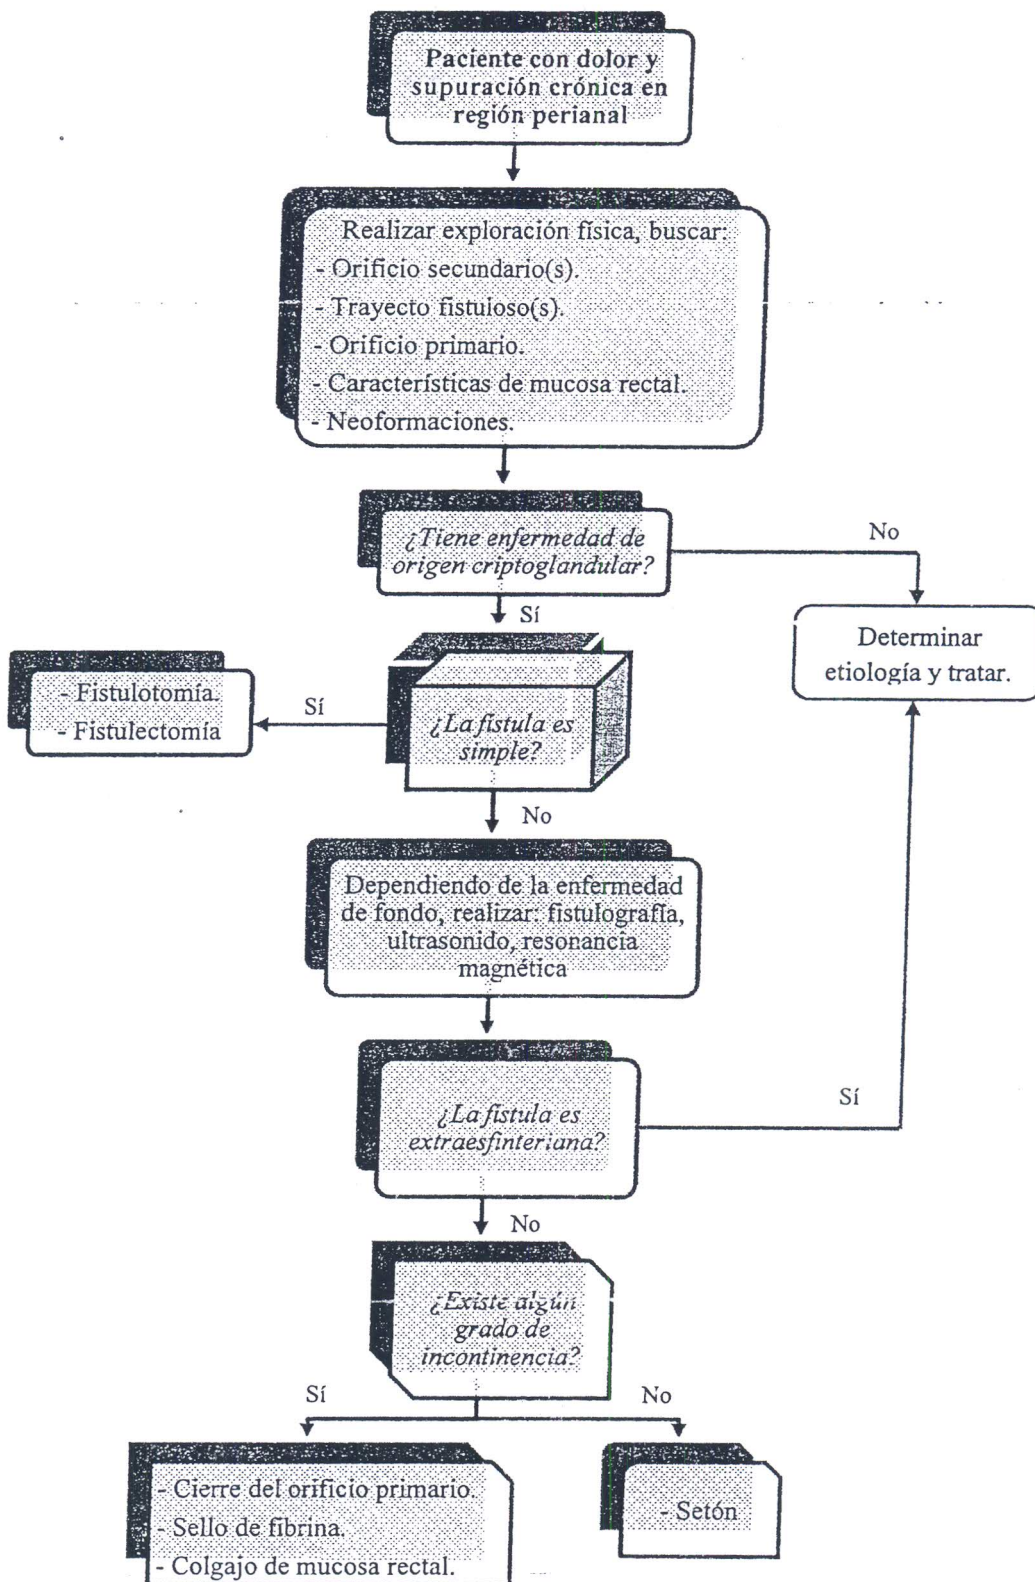 Paciente con dolor y
supuración crónica en
región perianal
Realizar exploración física, buscar:
- Orificio secundario(s).
- Trayecto fistuloso(s).
- Orificio primario.
- Características de mucosa rectal.
- Neoformaciones.
¿Tiene enfermedad de
origen criptoglandular?
No
Sí
Determinar
etiología y tratar.
- Fistulotomía.
- Fistulectomía
Sí
¿La fístula es
simple?
No
Dependiendo de la enfermedad
de fondo, realizar: fistulografía,
ultrasonido, resonancia
magnética
¿La fístula es
extraesfinteriana?
Sí
No
¿Existe algún
grado de
incontinencia?
Sí
No
- Cierre del orificio primario.
- Sello de fibrina.
- Colgajo de mucosa rectal.
- Setón